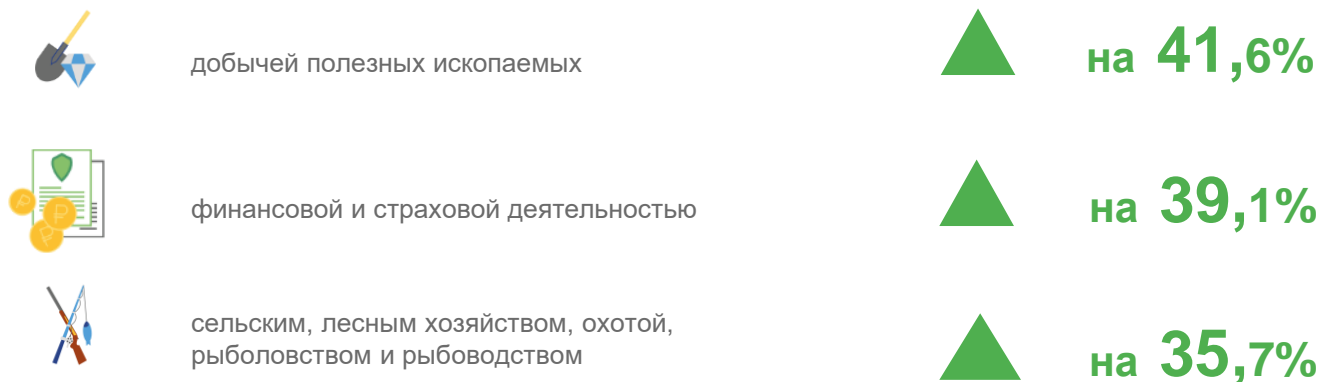 добычей полезных ископаемых
на 41,6%
финансовой и страховой деятельностью
на 39,1%
сельским, лесным хозяйством, охотой,
рыболовством и рыбоводством
на 35,7%